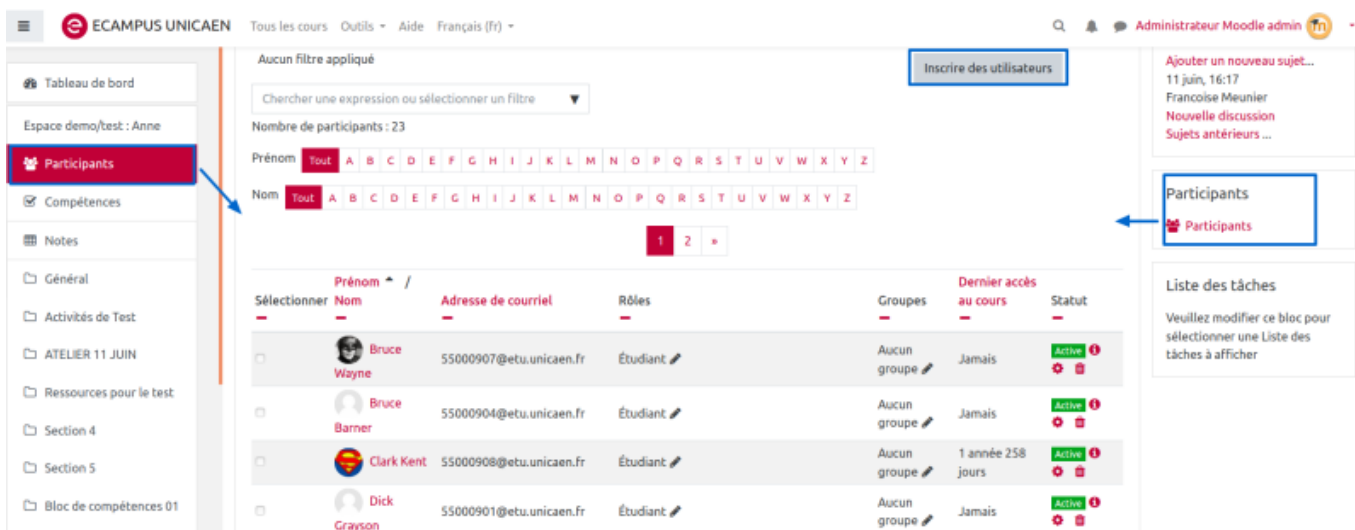 ECAMPUS UNICAEN Tous les cours Outils Aide Français (fr) Administrateur Moodle admin
Tableau de bord
Espace demo/test : Anne
Participants
Compétences
Notes
Général
Activités de Test
ATELIER 11 JUIN
Ressources pour le test
Section 4
Section 5
Bloc de compétences 01
Aucun filtre appliqué
Inscrire des utilisateurs
Chercher une expression ou sélectionner un filtre ▼
Nombre de participants : 23
Prénom Tout A B C D E F G H I J K L M N O P Q R S T U V W X Y Z
Nom Tout A B C D E F G H I J K L M N O P Q R S T U V W X Y Z
1 2 »
Sélectionner Prénom / Nom Adresse de courriel Rôles Groupes Dernier accès au cours Statut
Bruce Wayne 55000907@etu.unicaen.fr Étudiant Aucun groupe Jamais Active
Bruce Barner 55000904@etu.unicaen.fr Étudiant Aucun groupe Jamais Active
Clark Kent 55000908@etu.unicaen.fr Étudiant Aucun groupe 1 année 258 jours Active
Dick Grayson 55000901@etu.unicaen.fr Étudiant Aucun groupe Jamais Active
Ajouter un nouveau sujet...
11 juin, 16:17
Francoise Meunier
Nouvelle discussion
Sujets antérieurs ...
Participants
Participants
Liste des tâches
Veuillez modifier ce bloc pour
sélectionner une Liste des
tâches à afficher